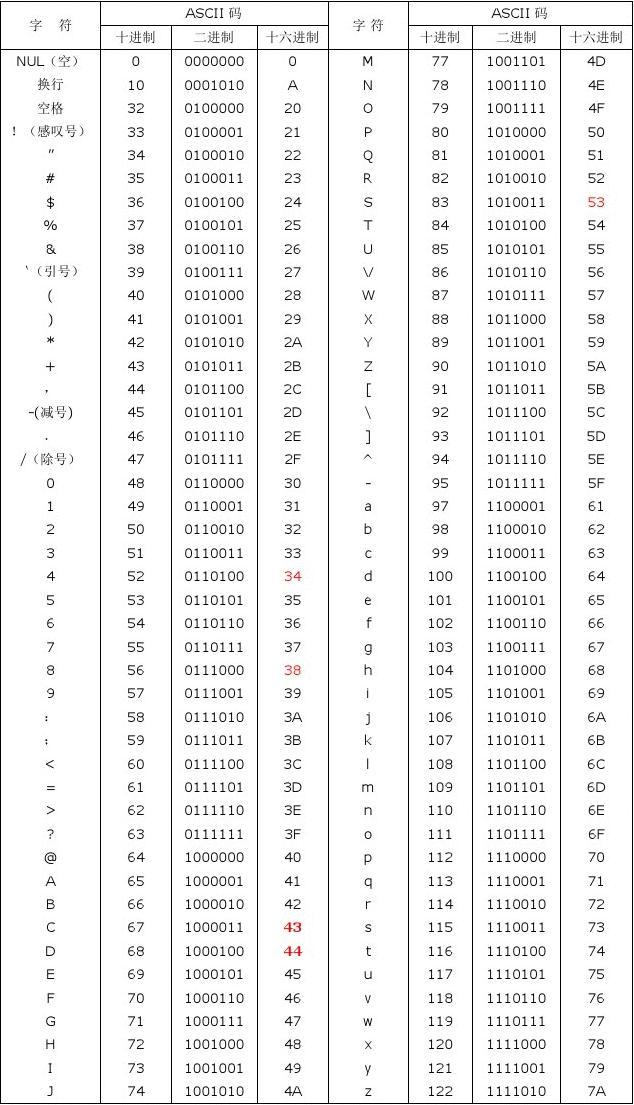 字 符 ASCII 码 字 符 ASCII 码
十进制 二进制 十六进制 十进制 二进制 十六进制
NUL（空） 0 0000000 0 M 77 1001101 4D
换行 10 0001010 A N 78 1001110 4E
空格 32 0100000 20 O 79 1001111 4F
！（感叹号） 33 0100001 21 P 80 1010000 50
″ 34 0100010 22 Q 81 1010001 51
# 35 0100011 23 R 82 1010010 52
$ 36 0100100 24 S 83 1010011 53
% 37 0100101 25 T 84 1010100 54
& 38 0100110 26 U 85 1010101 55
‵（引号） 39 0100111 27 V 86 1010110 56
( 40 0101000 28 W 87 1010111 57
) 41 0101001 29 X 88 1011000 58
* 42 0101010 2A Y 89 1011001 59
+ 43 0101011 2B Z 90 1011010 5A
， 44 0101100 2C [ 91 1011011 5B
-(减号) 45 0101101 2D \ 92 1011100 5C
. 46 0101110 2E ] 93 1011101 5D
/（除号） 47 0101111 2F ^ 94 1011110 5E
0 48 0110000 30 - 95 1011111 5F
1 49 0110001 31 a 97 1100001 61
2 50 0110010 32 b 98 1100010 62
3 51 0110011 33 c 99 1100011 63
4 52 0110100 34 d 100 1100100 64
5 53 0110101 35 e 101 1100101 65
6 54 0110110 36 f 102 1100110 66
7 55 0110111 37 g 103 1100111 67
8 56 0111000 38 h 104 1101000 68
9 57 0111001 39 i 105 1101001 69
： 58 0111010 3A j 106 1101010 6A
； 59 0111011 3B k 107 1101011 6B
< 60 0111100 3C l 108 1101100 6C
= 61 0111101 3D m 109 1101101 6D
> 62 0111110 3E n 110 1101110 6E
? 63 0111111 3F o 111 1101111 6F
@ 64 1000000 40 p 112 1110000 70
A 65 1000001 41 q 113 1110001 71
B 66 1000010 42 r 114 1110010 72
C 67 1000011 43 s 115 1110011 73
D 68 1000100 44 t 116 1110100 74
E 69 1000101 45 u 117 1110101 75
F 70 1000110 46 v 118 1110110 76
G 71 1000111 47 w 119 1110111 77
H 72 1001000 48 x 120 1111000 78
I 73 1001001 49 y 121 1111001 79
J 74 1001010 4A z 122 1111010 7A